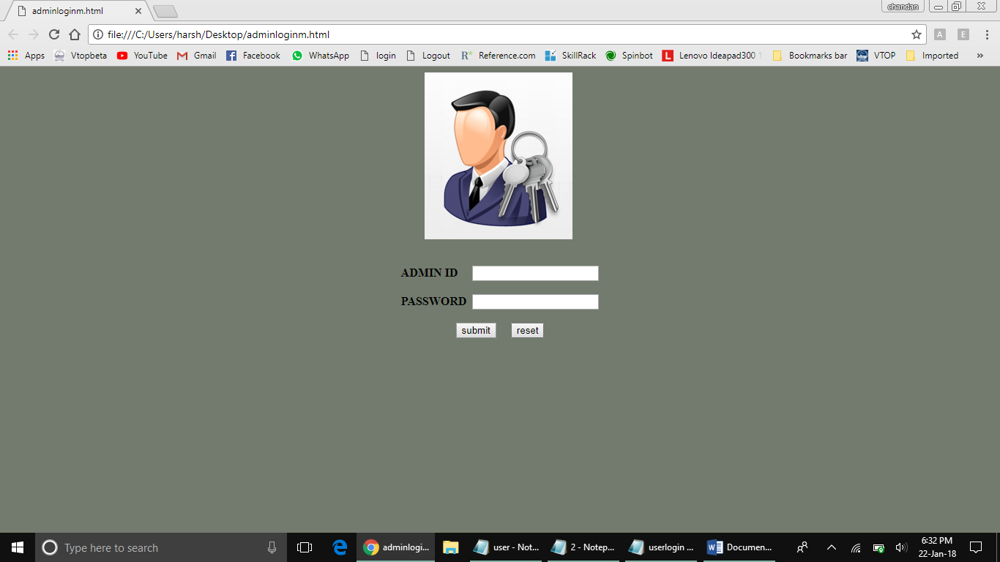 adminloginm.html
chandan
file:///C:/Users/harsh/Desktop/adminloginm.html
A E
Apps Vtopbeta YouTube Gmail Facebook WhatsApp login Logout R* Reference.com SkillRack Spinbot L Lenovo Ideapad300 Bookmarks bar VTOP Imported »
ADMIN ID
PASSWORD
submit reset
Type here to search
adminlogi... user - Not... 2 - Notep... userlogin ... Documen...
6:32 PM
22-Jan-18